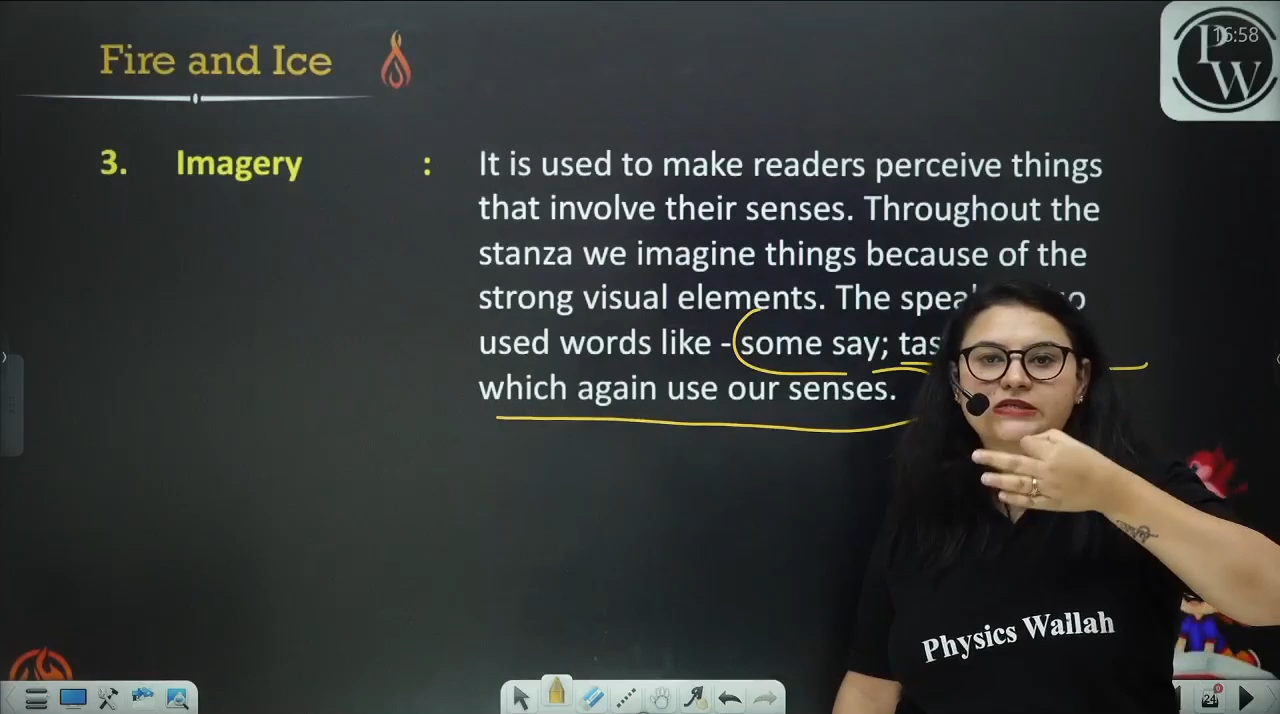 Fire and Ice
16:58
PW
3. Imagery : It is used to make readers perceive things
that involve their senses. Throughout the
stanza we imagine things because of the
strong visual elements. The
used words like - some say;
which again use our senses.
Physics Wallah
24